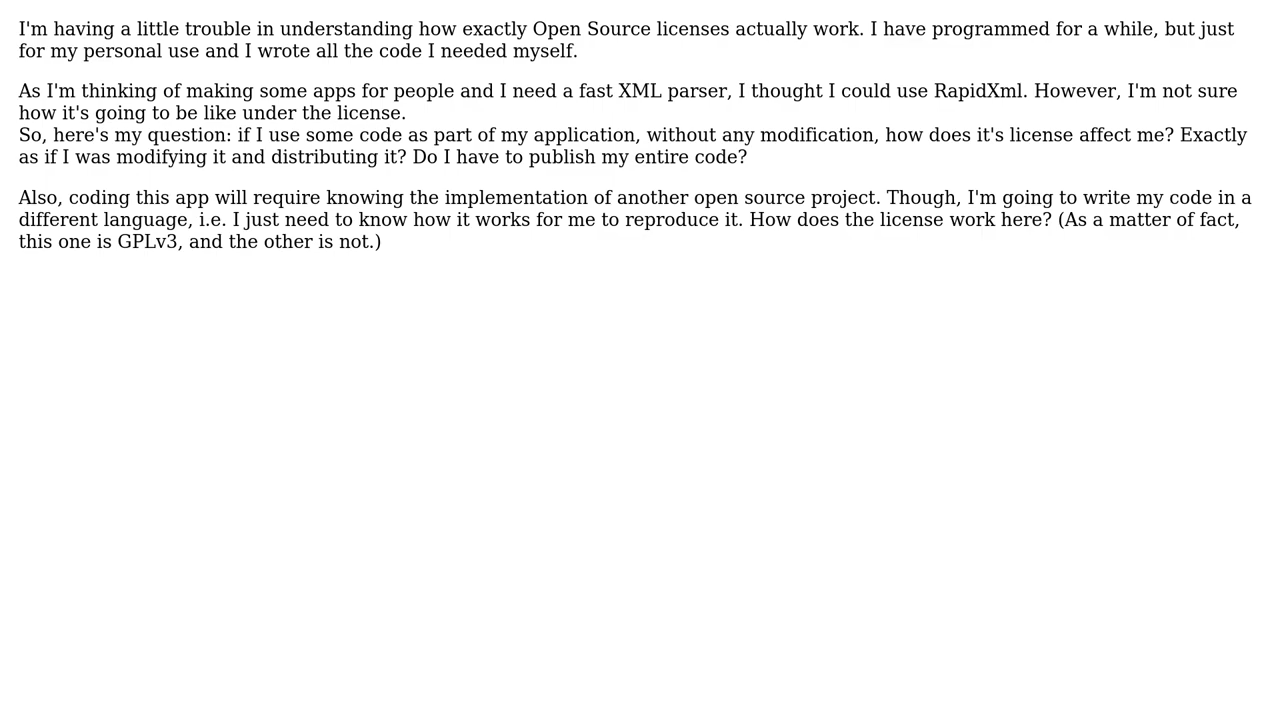 I'm having a little trouble in understanding how exactly Open Source licenses actually work. I have programmed for a while, but just
for my personal use and I wrote all the code I needed myself.
As I'm thinking of making some apps for people and I need a fast XML parser, I thought I could use RapidXml. However, I'm not sure
how it's going to be like under the license.
So, here's my question: if I use some code as part of my application, without any modification, how does it's license affect me? Exactly
as if I was modifying it and distributing it? Do I have to publish my entire code?
Also, coding this app will require knowing the implementation of another open source project. Though, I'm going to write my code in a
different language, i.e. I just need to know how it works for me to reproduce it. How does the license work here? (As a matter of fact,
this one is GPLv3, and the other is not.)